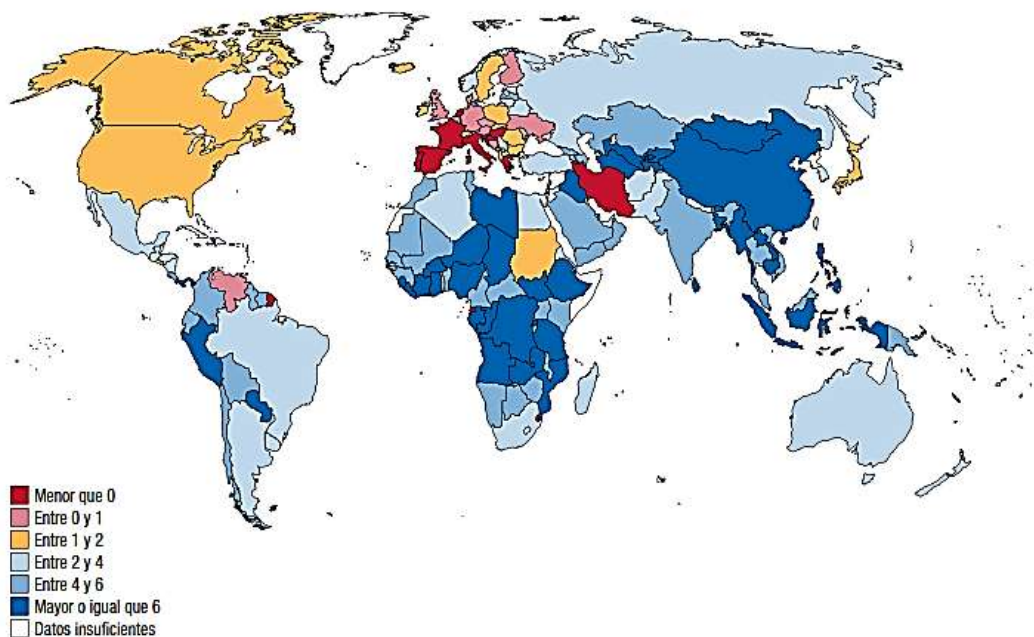 Menor que 0
Entre 0 y 1
Entre 1 y 2
Entre 2 y 4
Entre 4 y 6
Mayor o igual que 6
Datos insuficientes